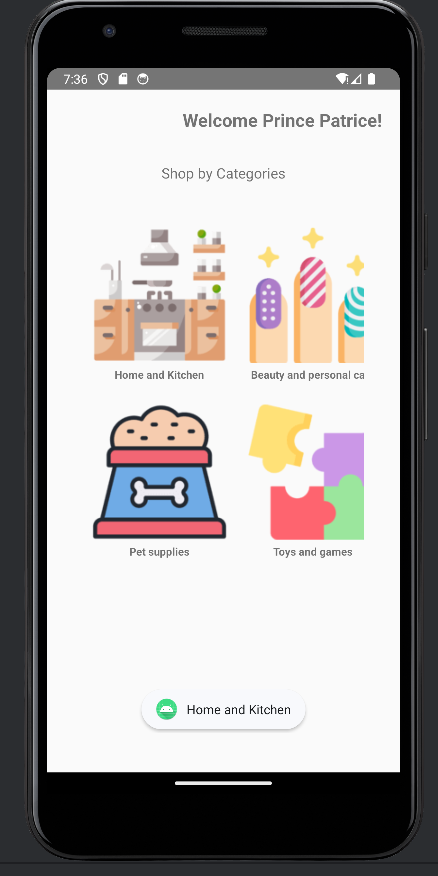 7:36
Welcome Prince Patrice!
Shop by Categories
Home and Kitchen
Beauty and personal ca
Pet supplies
Toys and games
Home and Kitchen